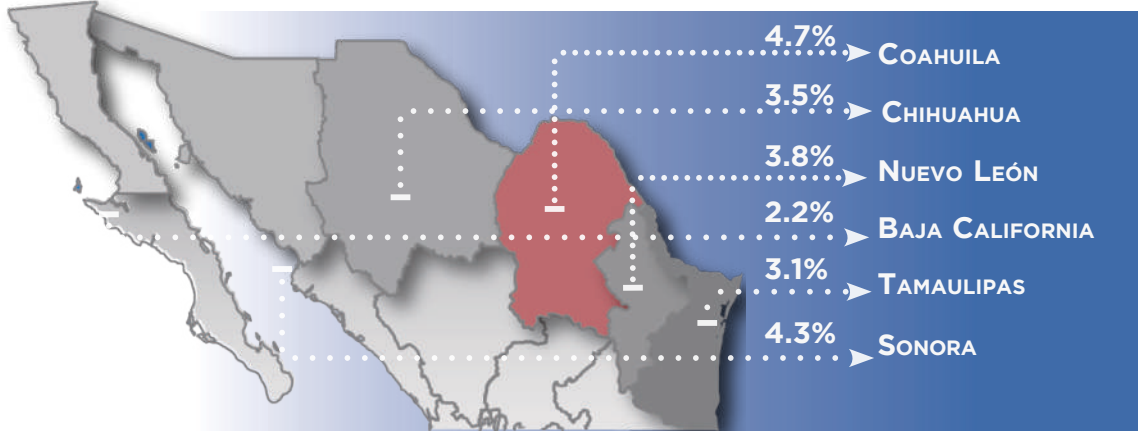 4.7% Coahuila
3.5% Chihuahua
3.8% Nuevo León
2.2% Baja California
3.1% Tamaulipas
4.3% Sonora